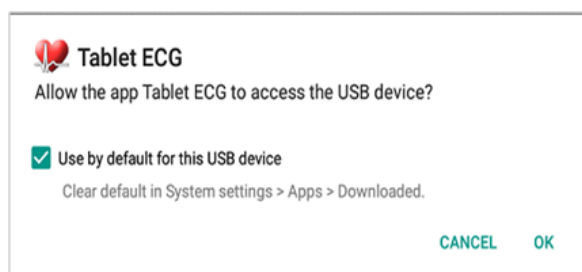 Tablet ECG
Allow the app Tablet ECG to access the USB device?
Use by default for this USB device
Clear default in System settings > Apps > Downloaded.
CANCEL OK